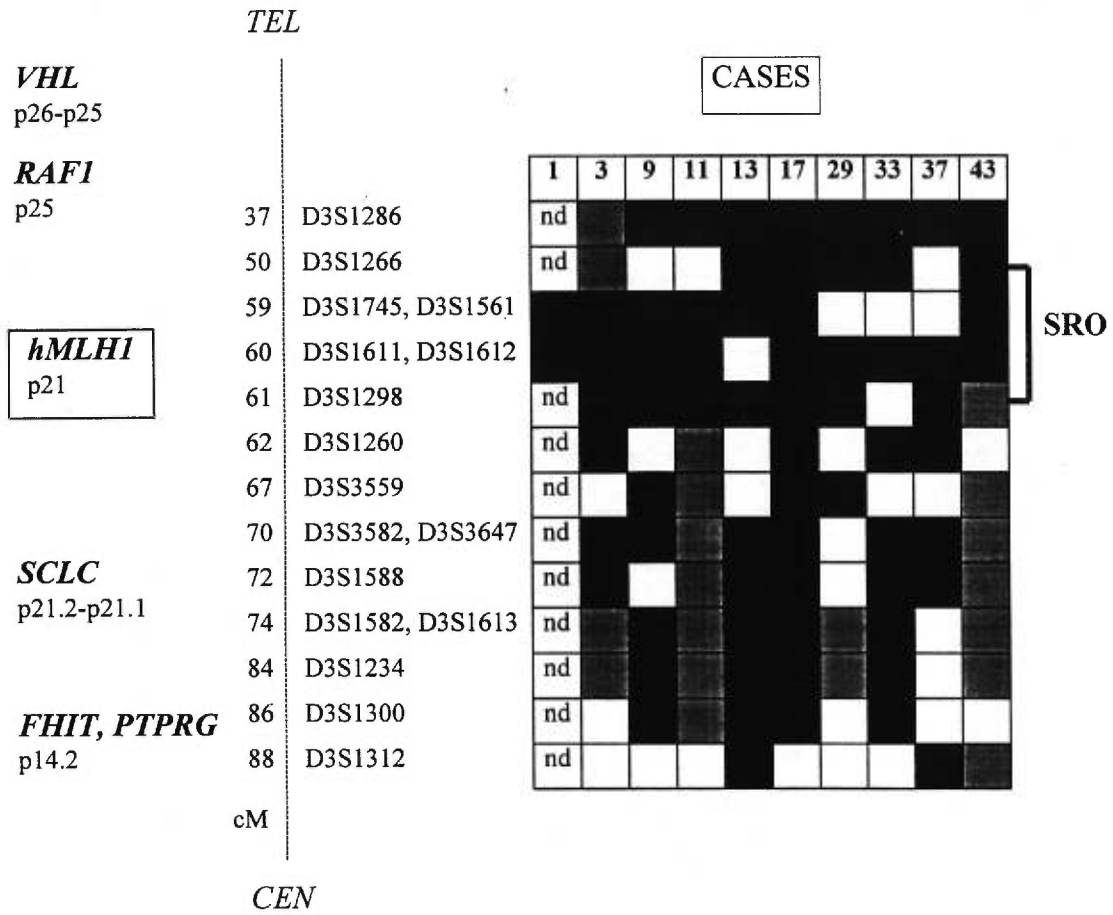 TEL
VHL
p26-p25
CASES
RAF1
p25
1 3 9 11 13 17 29 33 37 43
37 D3S1286 nd
50 D3S1266 nd
59 D3S1745, D3S1561
SRO
hMLH1
p21
60 D3S1611, D3S1612
61 D3S1298 nd
62 D3S1260 nd
67 D3S3559 nd
70 D3S3582, D3S3647 nd
SCLC
p21.2-p21.1
72 D3S1588 nd
74 D3S1582, D3S1613 nd
84 D3S1234 nd
FHIT, PTPRG
p14.2
86 D3S1300 nd
88 D3S1312 nd
cM
CEN